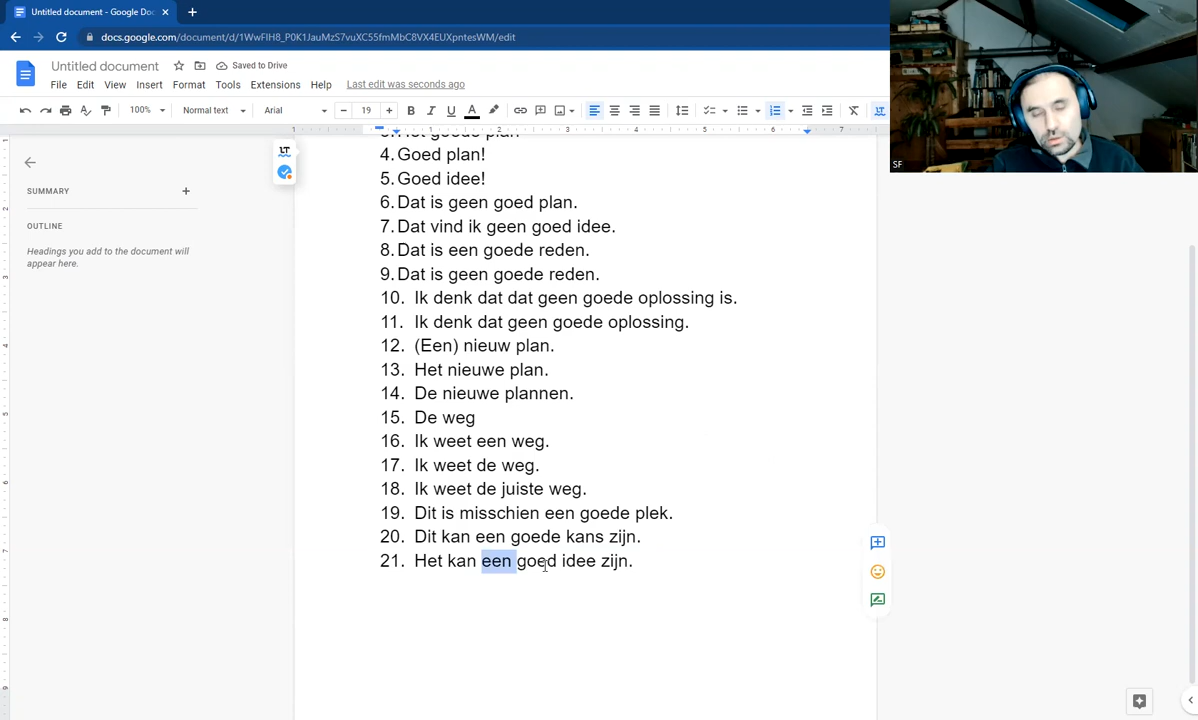 Untitled document - Google Do
docs.google.com/document/d/1WwFIH8_P0K1JauMzS7vuXC55fmMbC8VX4EUXpntesWM/edit
Untitled document
Saved to Drive
File Edit View Insert Format Tools Extensions Help Last edit was seconds ago
100% Normal text Arial 19
SUMMARY
OUTLINE
Headings you add to the document will
appear here.
4. Goed plan!
5. Goed idee!
6. Dat is geen goed plan.
7. Dat vind ik geen goed idee.
8. Dat is een goede reden.
9. Dat is geen goede reden.
10. Ik denk dat dat geen goede oplossing is.
11. Ik denk dat geen goede oplossing.
12. (Een) nieuw plan.
13. Het nieuwe plan.
14. De nieuwe plannen.
15. De weg
16. Ik weet een weg.
17. Ik weet de weg.
18. Ik weet de juiste weg.
19. Dit is misschien een goede plek.
20. Dit kan een goede kans zijn.
21. Het kan een goed idee zijn.
SF